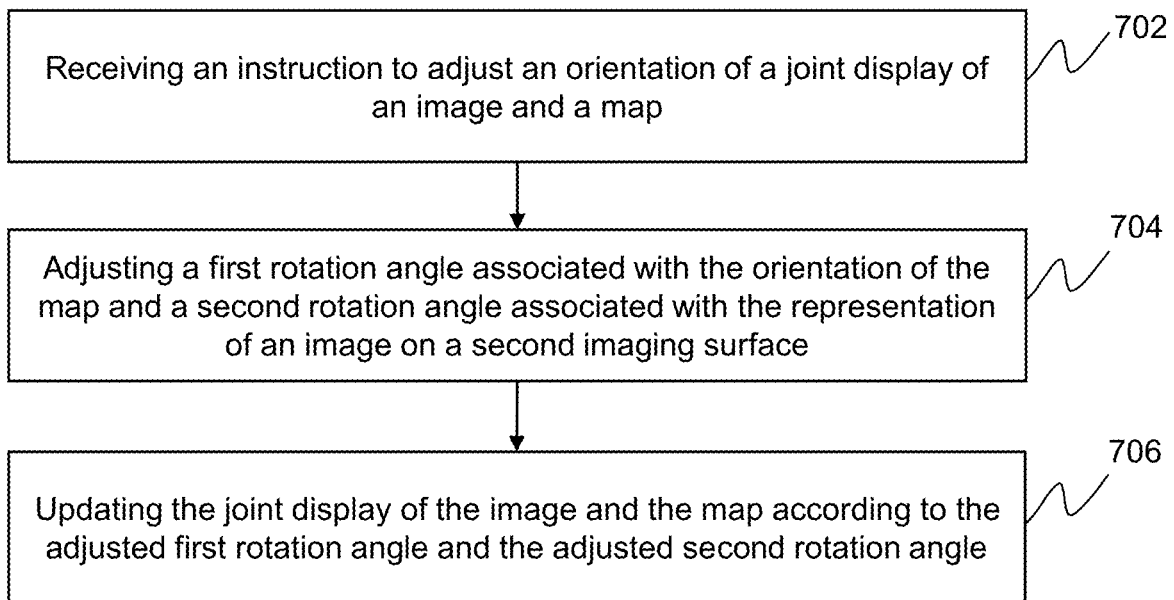 702
Receiving an instruction to adjust an orientation of a joint display of
an image and a map
704
Adjusting a first rotation angle associated with the orientation of the
map and a second rotation angle associated with the representation
of an image on a second imaging surface
706
Updating the joint display of the image and the map according to the
adjusted first rotation angle and the adjusted second rotation angle